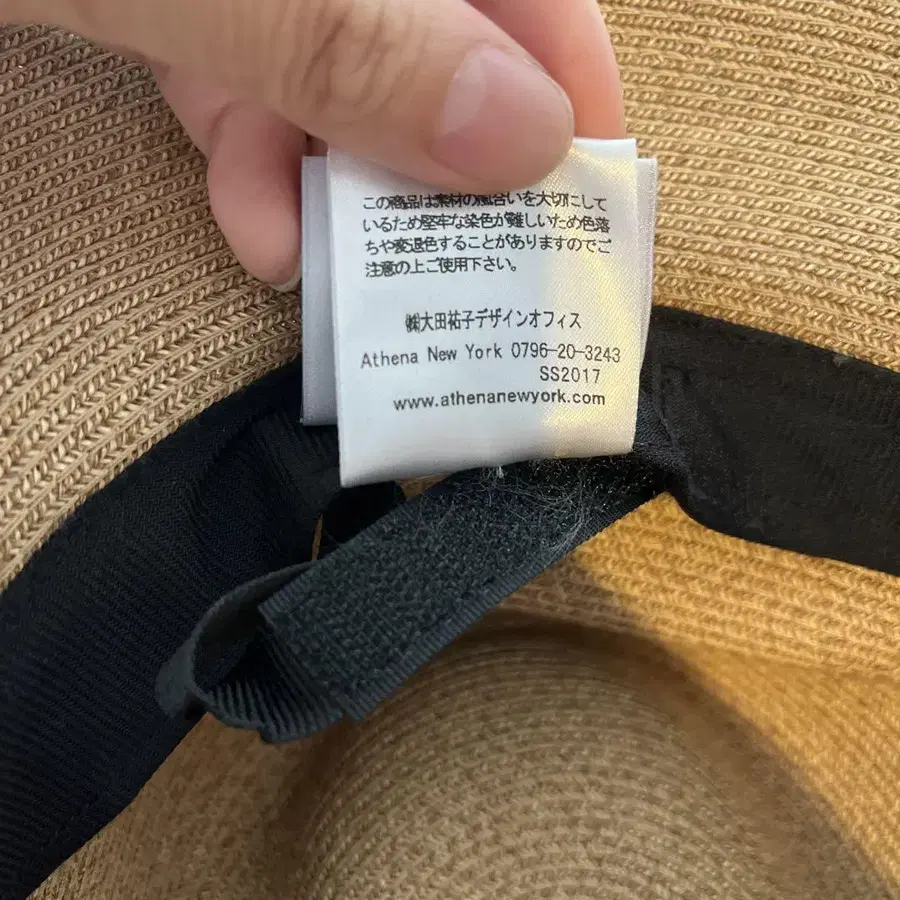 この商品は素材の風合いを大切にして
いるため堅牢な染色が難しいため色落
ちや変退色することがありますのでご
注意の上ご使用下さい。
㈱大田祐子デザインオフィス
Athena New York 0796-20-3243
SS2017
www.athenanewyork.com